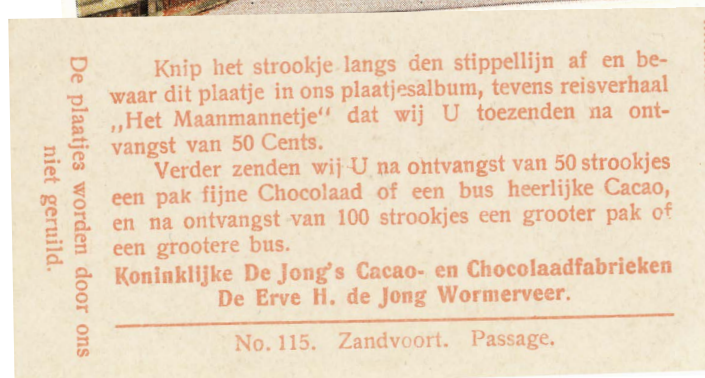 De plaatjes worden door ons
niet geruild.
Knip het strookje langs den stippellijn af en be-
waar dit plaatje in ons plaatjesalbum, tevens reisverhaal
„Het Maanmannetje" dat wij U toezenden na ont-
vangst van 50 Cents.
Verder zenden wij U na ontvangst van 50 strookjes
een pak fijne Chocolaad of een bus heerlijke Cacao,
en na ontvangst van 100 strookjes een grooter pak of
een grootere bus.
Koninklijke De Jong's Cacao- en Chocolaadfabrieken
De Erve H. de Jong Wormerveer.
No. 115. Zandvoort. Passage.